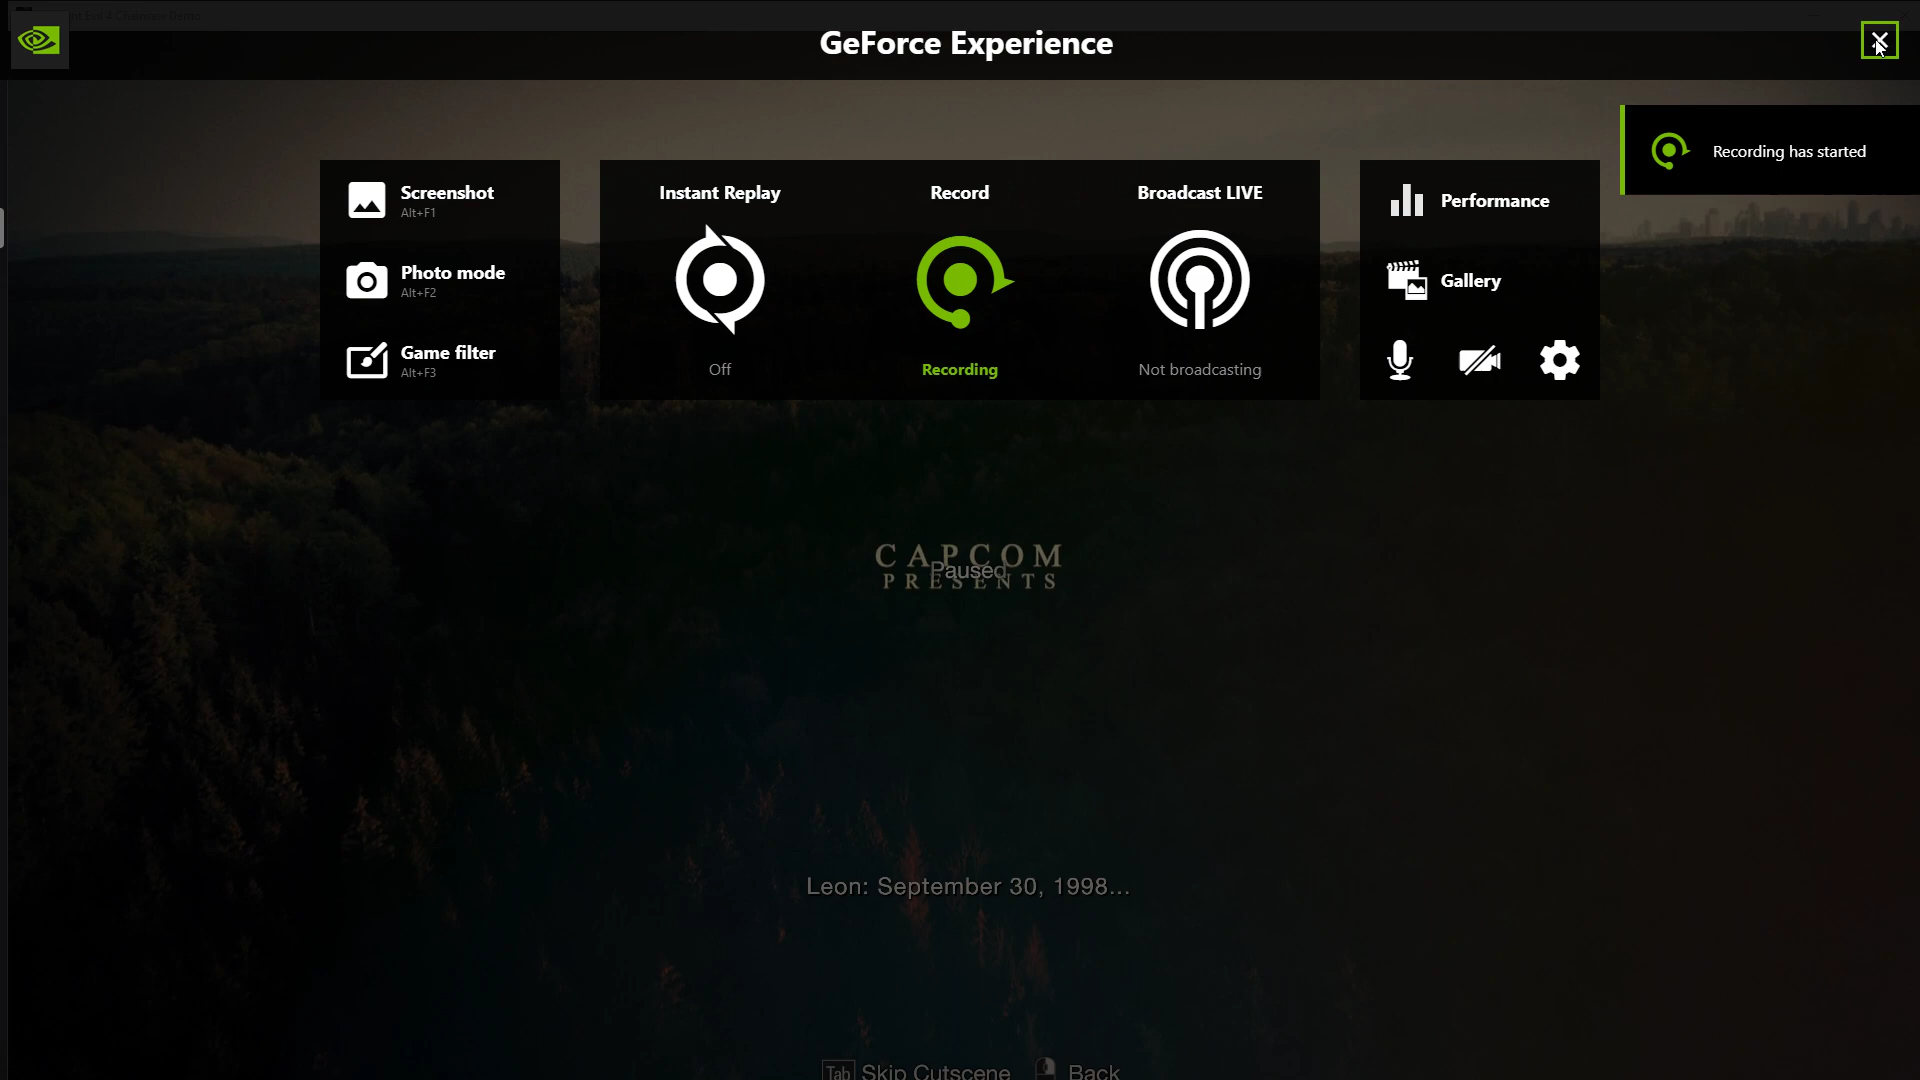 GeForce Experience
Recording has started
Screenshot
Alt+F1
Photo mode
Alt+F2
Game filter
Alt+F3
Instant Replay
Off
Record
Recording
Broadcast LIVE
Not broadcasting
Performance
Gallery
CAPCOM
PRESENTS
Paused
Leon: September 30, 1998...
Tab Skip Cutscene Back